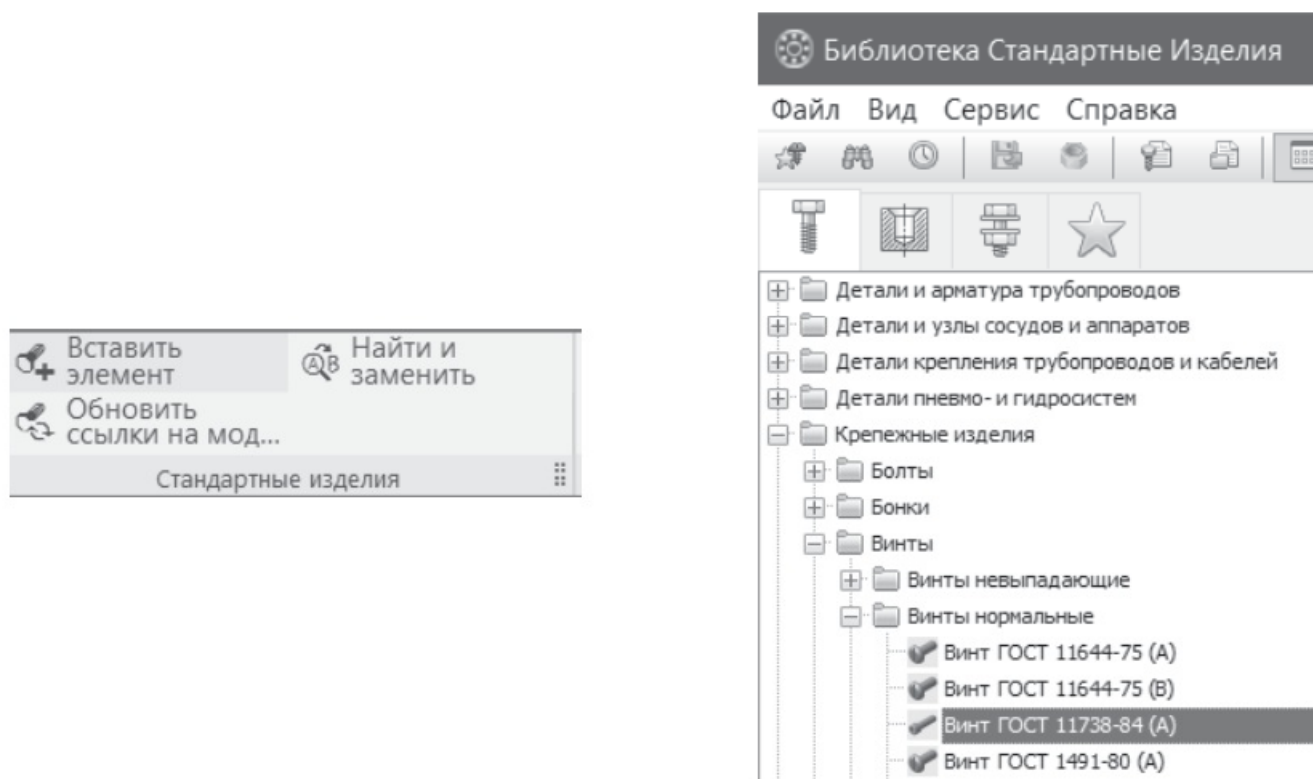 Вставить
элемент
Найти и
заменить
Обновить
ссылки на мод...
Стандартные изделия
Библиотека Стандартные Изделия
Файл Вид Сервис Справка
Детали и арматура трубопроводов
Детали и узлы сосудов и аппаратов
Детали крепления трубопроводов и кабелей
Детали пневмо- и гидросистем
Крепежные изделия
Болты
Бонки
Винты
Винты невыпадающие
Винты нормальные
Винт ГОСТ 11644-75 (A)
Винт ГОСТ 11644-75 (B)
Винт ГОСТ 11738-84 (A)
Винт ГОСТ 1491-80 (A)